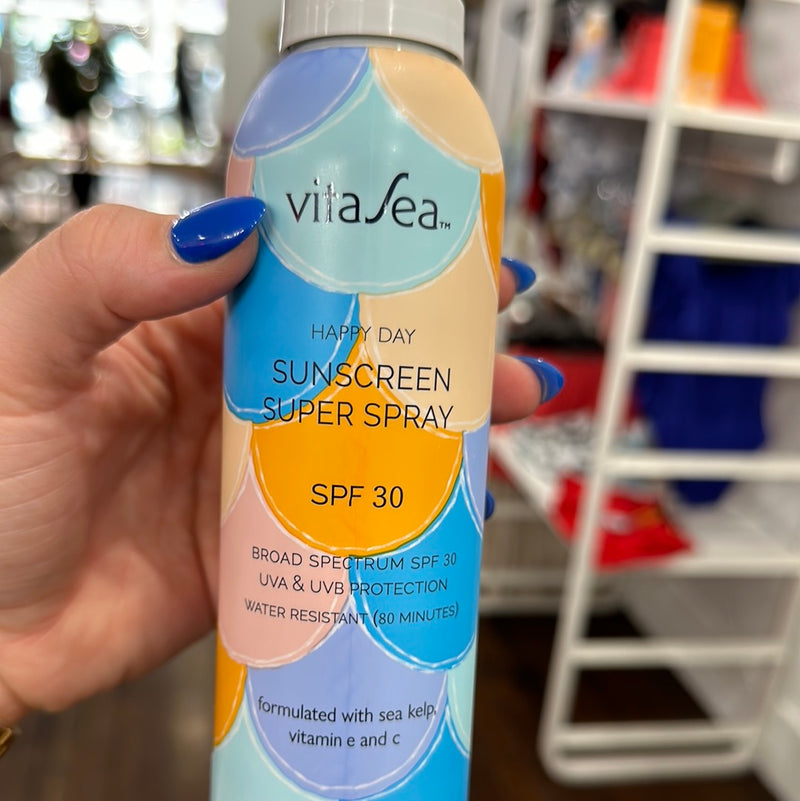 vitaSea™
HAPPY DAY
SUNSCREEN
SUPER SPRAY
SPF 30
BROAD SPECTRUM SPF 30
UVA & UVB PROTECTION
WATER RESISTANT (80 MINUTES)
formulated with sea kelp,
vitamin e and c